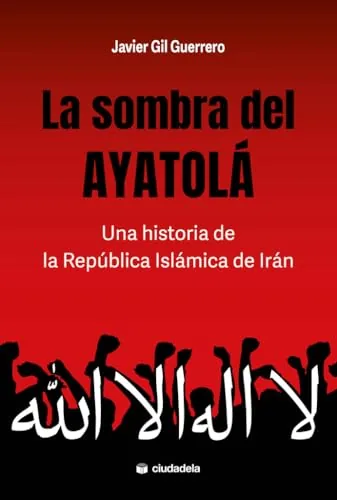 Javier Gil Guerrero
La sombra del
AYATOLÁ
Una historia de
la República Islámica de Irán
لا اله الا الله
ciudadela